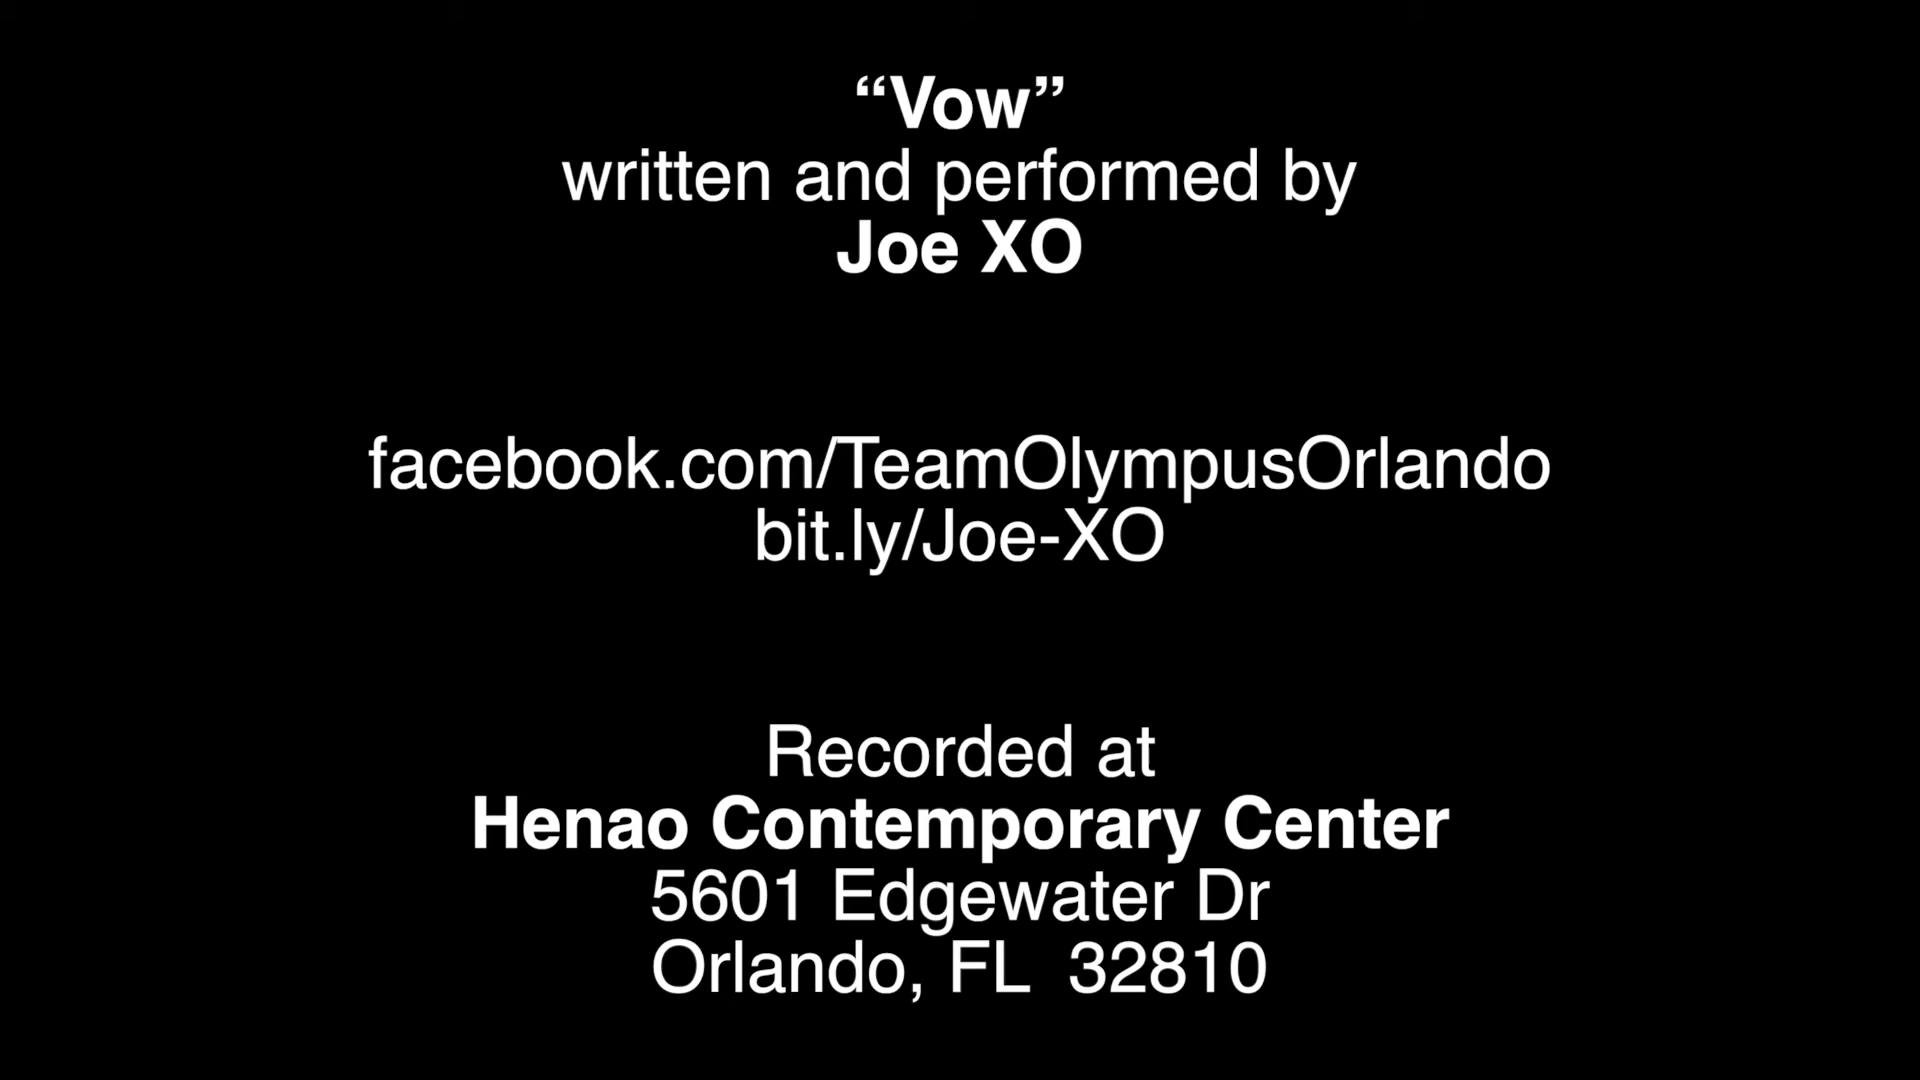 “Vow”
written and performed by
Joe XO
facebook.com/TeamOlympusOrlando
bit.ly/Joe-XO
Recorded at
Henao Contemporary Center
5601 Edgewater Dr
Orlando, FL  32810